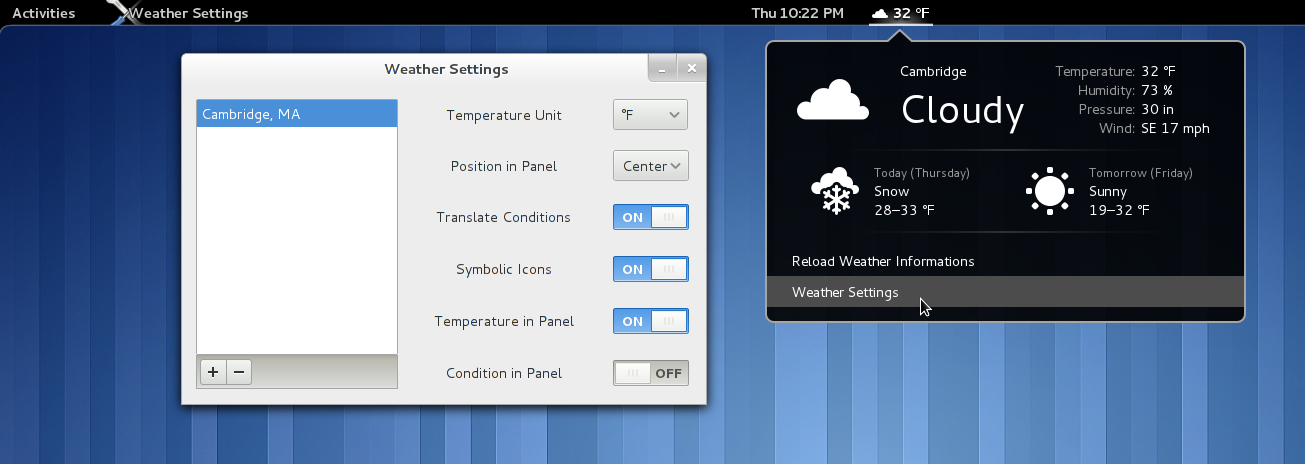 Activities
Weather Settings
Thu 10:22 PM
32 °F
Weather Settings
Cambridge, MA
Temperature Unit
°F
Position in Panel
Center
Translate Conditions
ON
Symbolic Icons
ON
Temperature in Panel
ON
Condition in Panel
OFF
Cambridge
Cloudy
Temperature: 32 °F
Humidity: 73 %
Pressure: 30 in
Wind: SE 17 mph
Today (Thursday)
Snow
28–33 °F
Tomorrow (Friday)
Sunny
19–32 °F
Reload Weather Informations
Weather Settings